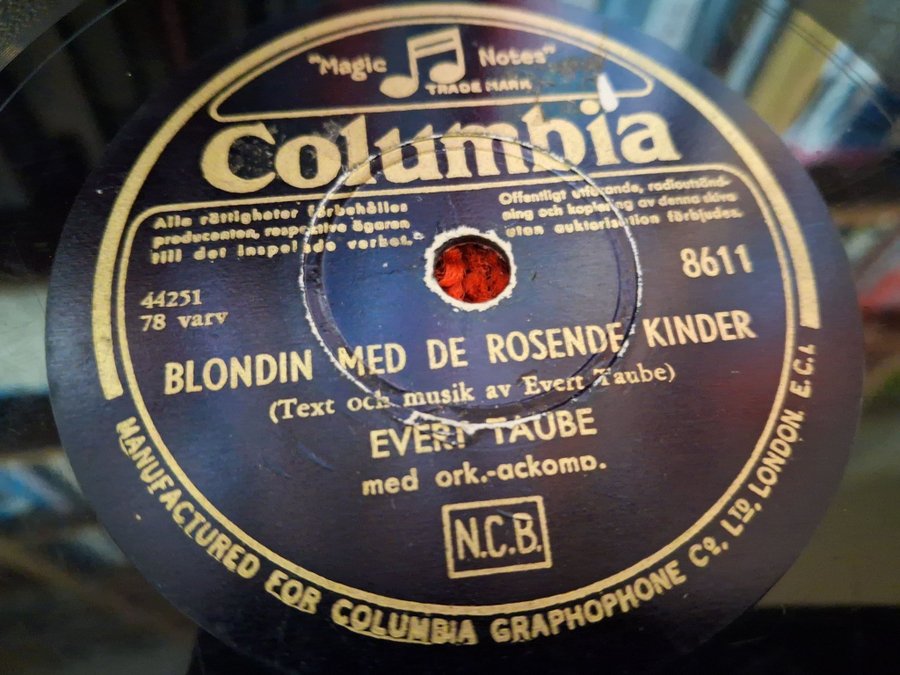 "Magic Notes"
TRADE MARK
Columbia
Alla rättigheter förbehålles
producenten, respektive ägaren
till det inspelade verket.
Offentligt utförande, radioutsänd-
ning och kopiering av denna skiva
utan auktorisation förbjudes.
8611
44251
78 varv
BLONDIN MED DE ROSENDE KINDER
(Text och musik av Evert Taube)
EVERT TAUBE
med ork.-ackomp.
N.C.B.
MANUFACTURED FOR COLUMBIA GRAPHOPHONE Co. LTD. LONDON. E.C.1.